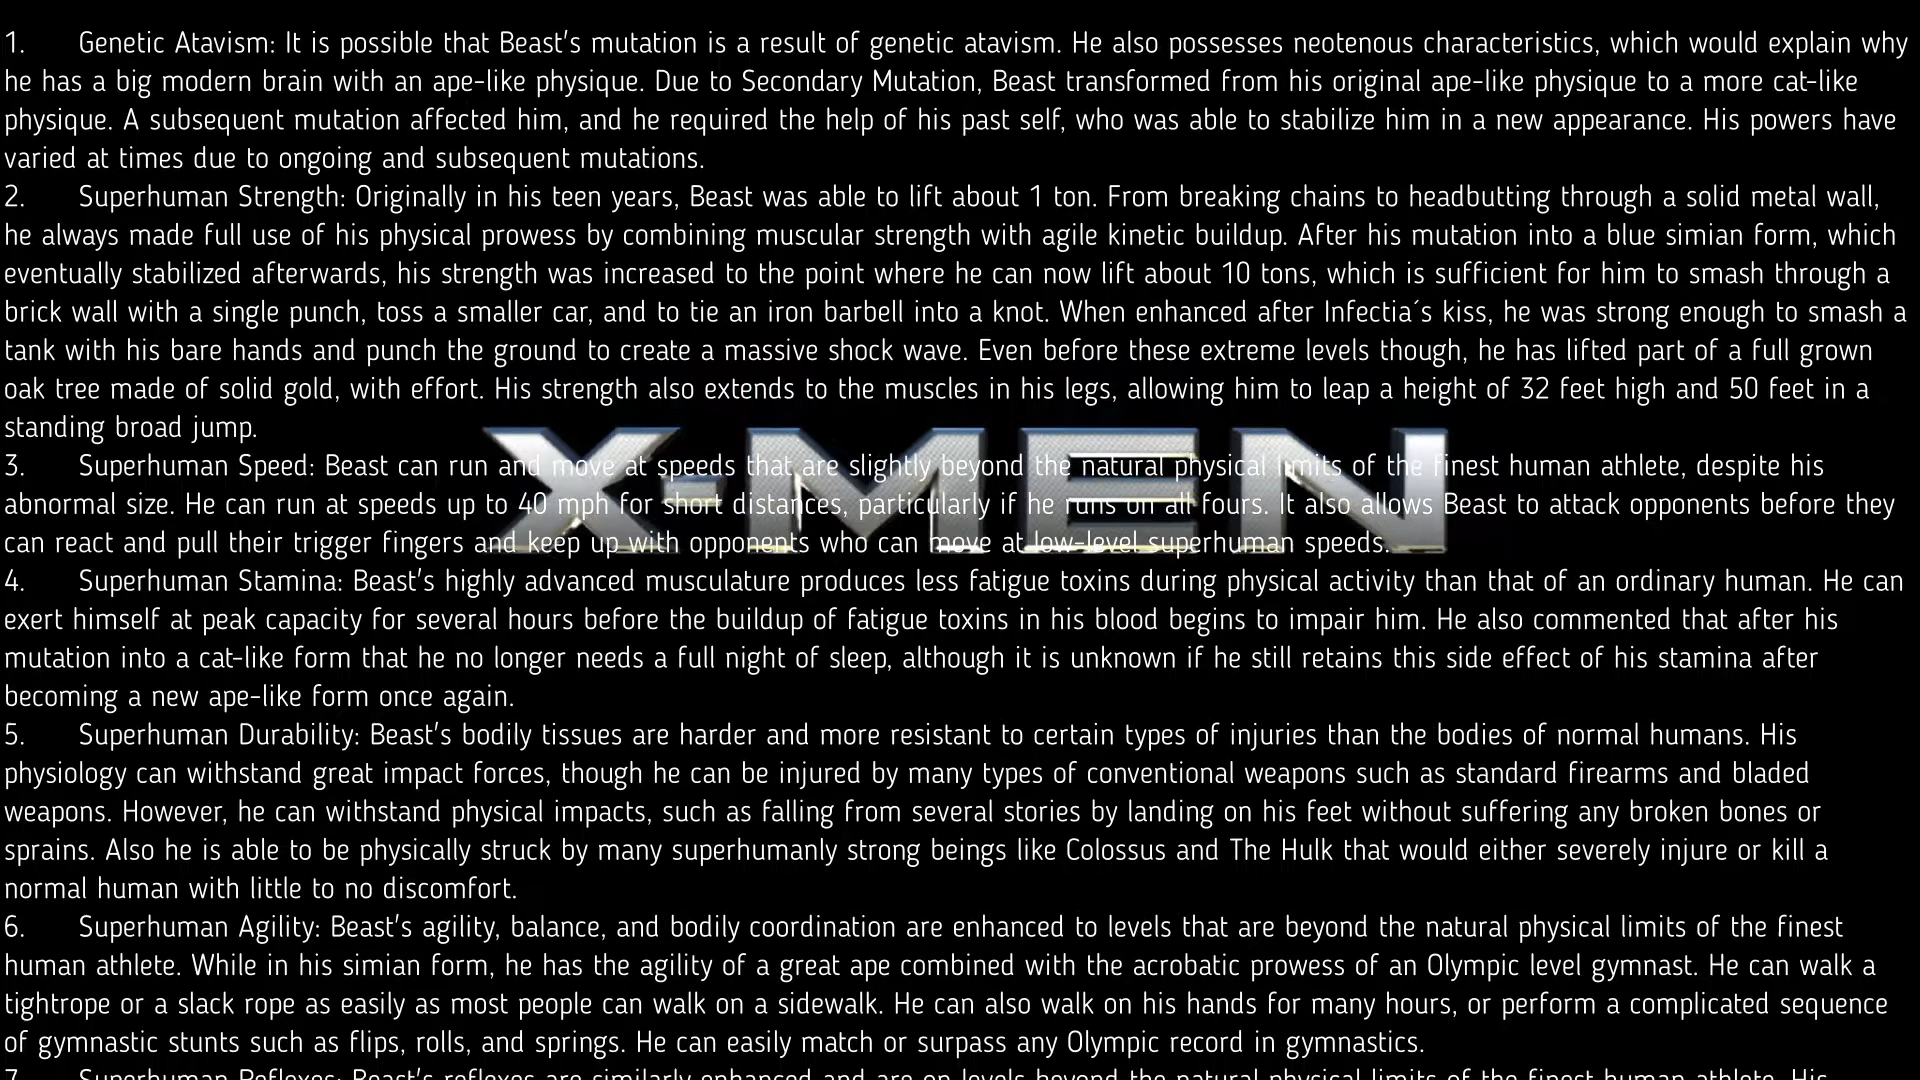 1. Genetic Atavism: It is possible that Beast's mutation is a result of genetic atavism. He also possesses neotenous characteristics, which would explain why
he has a big modern brain with an ape-like physique. Due to Secondary Mutation, Beast transformed from his original ape-like physique to a more cat-like
physique. A subsequent mutation affected him, and he required the help of his past self, who was able to stabilize him in a new appearance. His powers have
varied at times due to ongoing and subsequent mutations.
2. Superhuman Strength: Originally in his teen years, Beast was able to lift about 1 ton. From breaking chains to headbutting through a solid metal wall,
he always made full use of his physical prowess by combining muscular strength with agile kinetic buildup. After his mutation into a blue simian form, which
eventually stabilized afterwards, his strength was increased to the point where he can now lift about 10 tons, which is sufficient for him to smash through a
brick wall with a single punch, toss a smaller car, and to tie an iron barbell into a knot. When enhanced after Infectia´s kiss, he was strong enough to smash a
tank with his bare hands and punch the ground to create a massive shock wave. Even before these extreme levels though, he has lifted part of a full grown
oak tree made of solid gold, with effort. His strength also extends to the muscles in his legs, allowing him to leap a height of 32 feet high and 50 feet in a
standing broad jump.
X-MEN
3. Superhuman Speed: Beast can run and move at speeds that are slightly beyond the natural physical limits of the finest human athlete, despite his
abnormal size. He can run at speeds up to 40 mph for short distances, particularly if he runs on all fours. It also allows Beast to attack opponents before they
can react and pull their trigger fingers and keep up with opponents who can move at low-level superhuman speeds.
4. Superhuman Stamina: Beast's highly advanced musculature produces less fatigue toxins during physical activity than that of an ordinary human. He can
exert himself at peak capacity for several hours before the buildup of fatigue toxins in his blood begins to impair him. He also commented that after his
mutation into a cat-like form that he no longer needs a full night of sleep, although it is unknown if he still retains this side effect of his stamina after
becoming a new ape-like form once again.
5. Superhuman Durability: Beast's bodily tissues are harder and more resistant to certain types of injuries than the bodies of normal humans. His
physiology can withstand great impact forces, though he can be injured by many types of conventional weapons such as standard firearms and bladed
weapons. However, he can withstand physical impacts, such as falling from several stories by landing on his feet without suffering any broken bones or
sprains. Also he is able to be physically struck by many superhumanly strong beings like Colossus and The Hulk that would either severely injure or kill a
normal human with little to no discomfort.
6. Superhuman Agility: Beast's agility, balance, and bodily coordination are enhanced to levels that are beyond the natural physical limits of the finest
human athlete. While in his simian form, he has the agility of a great ape combined with the acrobatic prowess of an Olympic level gymnast. He can walk a
tightrope or a slack rope as easily as most people can walk on a sidewalk. He can also walk on his hands for many hours, or perform a complicated sequence
of gymnastic stunts such as flips, rolls, and springs. He can easily match or surpass any Olympic record in gymnastics.
7. Superhuman Reflexes: Beast's reflexes are similarly enhanced and are on levels beyond the natural physical limits of the finest human athlete. His